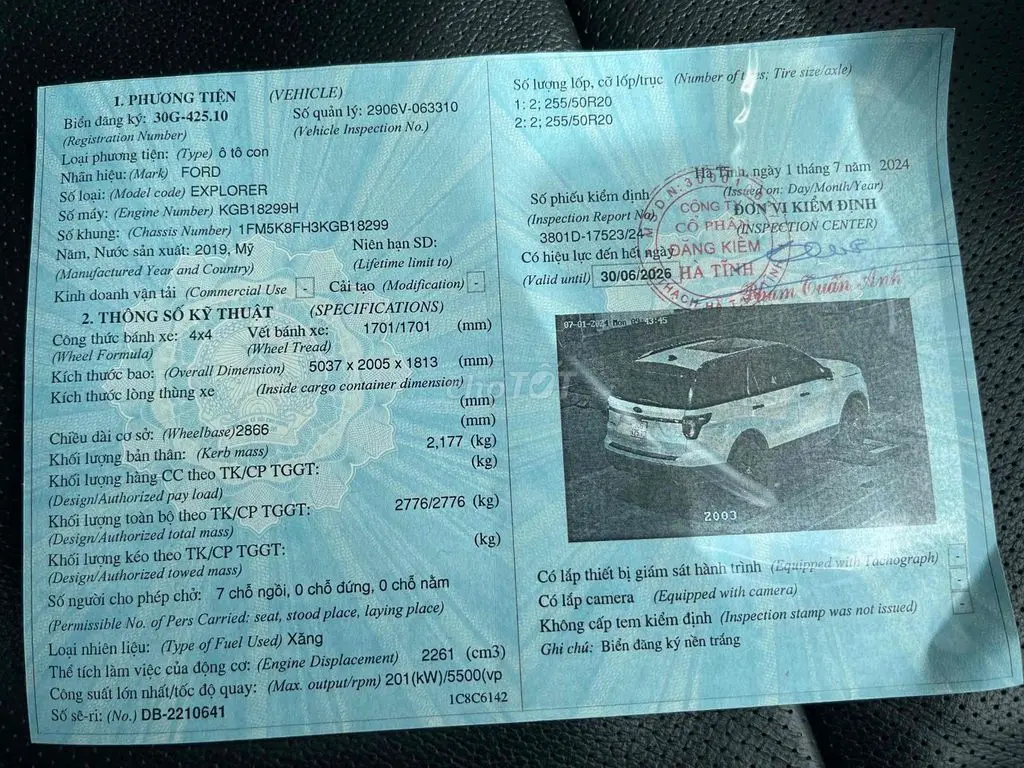 1. PHƯƠNG TIỆN (VEHICLE)
Biển đăng ký: 30G-425.10 Số quản lý: 2906V-063310
(Registration Number) (Vehicle Inspection No.)
Loại phương tiện: (Type) ô tô con
Nhãn hiệu: (Mark) FORD
Số loại: (Model code) EXPLORER
Số máy: (Engine Number) KGB18299H
Số khung: (Chassis Number) 1FM5K8FH3KGB18299
Năm, Nước sản xuất: 2019, Mỹ Niên hạn SD:
(Manufactured Year and Country) (Lifetime limit to)
Kinh doanh vận tải (Commercial Use - Cải tạo (Modification) -
2. THÔNG SỐ KỸ THUẬT (SPECIFICATIONS)
Công thức bánh xe: 4x4 Vết bánh xe: 1701/1701 (mm)
(Wheel Formula) (Wheel Tread)
Kích thước bao: (Overall Dimension) 5037 x 2005 x 1813 (mm)
Kích thước lòng thùng xe (Inside cargo container dimension)
(mm)
(mm)
Chiều dài cơ sở: (Wheelbase)2866
Khối lượng bản thân: (Kerb mass) 2,177 (kg)
(kg)
Khối lượng hàng CC theo TK/CP TGGT:
(Design/Authorized pay load)
Khối lượng toàn bộ theo TK/CP TGGT: 2776/2776 (kg)
(Design/Authorized total mass)
(kg)
Khối lượng kéo theo TK/CP TGGT:
(Design/Authorized towed mass)
Số người cho phép chở: 7 chỗ ngồi, 0 chỗ đứng, 0 chỗ nằm
(Permissible No. of Pers Carried: seat, stood place, laying place)
Loại nhiên liệu: (Type of Fuel Used) Xăng
Thể tích làm việc của động cơ: (Engine Displacement) 2261 (cm3)
Công suất lớn nhất/tốc độ quay: (Max. output/rpm) 201(kW)/5500(vp
1C8C6142
Số sê-ri: (No.) DB-2210641
Số lượng lốp, cỡ lốp/trục (Number of tires; Tire size/axle)
1: 2; 255/50R20
2: 2; 255/50R20
Hà Tĩnh, ngày 1 tháng 7 năm 2024
(Issued on: Day/Month/Year)
Số phiếu kiểm định ĐƠN VỊ KIỂM ĐỊNH
(Inspection Report No) (INSPECTION CENTER)
3801D-17523/24
Có hiệu lực đến hết ngày
(Valid until) 30/06/2026
CÔNG TY
CỔ PHẦN
ĐĂNG KIỂM
HÀ TĨNH
Phạm Tuấn Anh
Chợ TỐT
2003
Có lắp thiết bị giám sát hành trình (Equipped with Tachograph) -
Có lắp camera (Equipped with camera) -
Không cấp tem kiểm định (Inspection stamp was not issued) -
Ghi chú: Biển đăng ký nền trắng